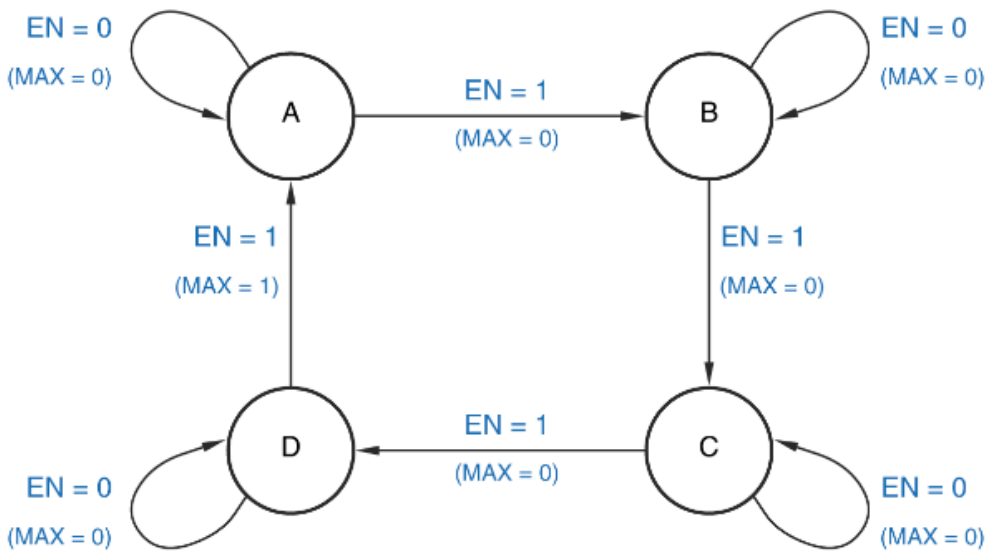 EN = 0
(MAX = 0)
A
EN = 1
(MAX = 0)
B
EN = 0
(MAX = 0)
EN = 1
(MAX = 1)
EN = 1
(MAX = 0)
D
EN = 0
(MAX = 0)
EN = 1
(MAX = 0)
C
EN = 0
(MAX = 0)